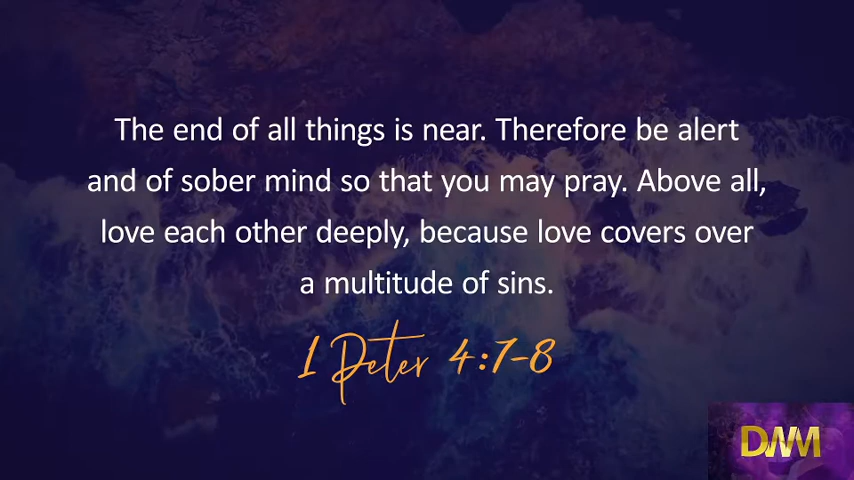 The end of all things is near. Therefore be alert
and of sober mind so that you may pray. Above all,
love each other deeply, because love covers over
a multitude of sins.
1 Peter 4:7-8
DWM